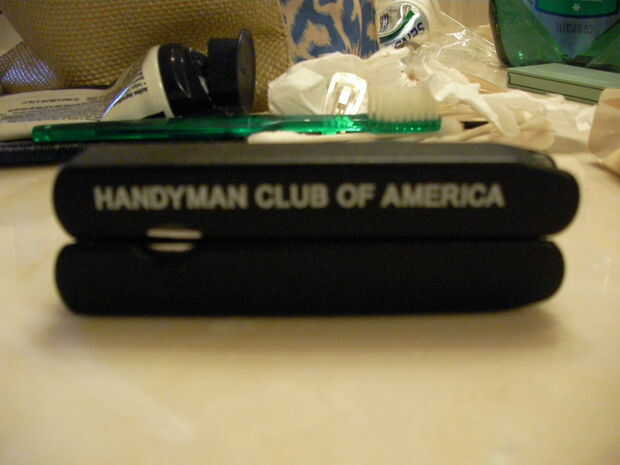 HANDYMAN CLUB OF AMERICA